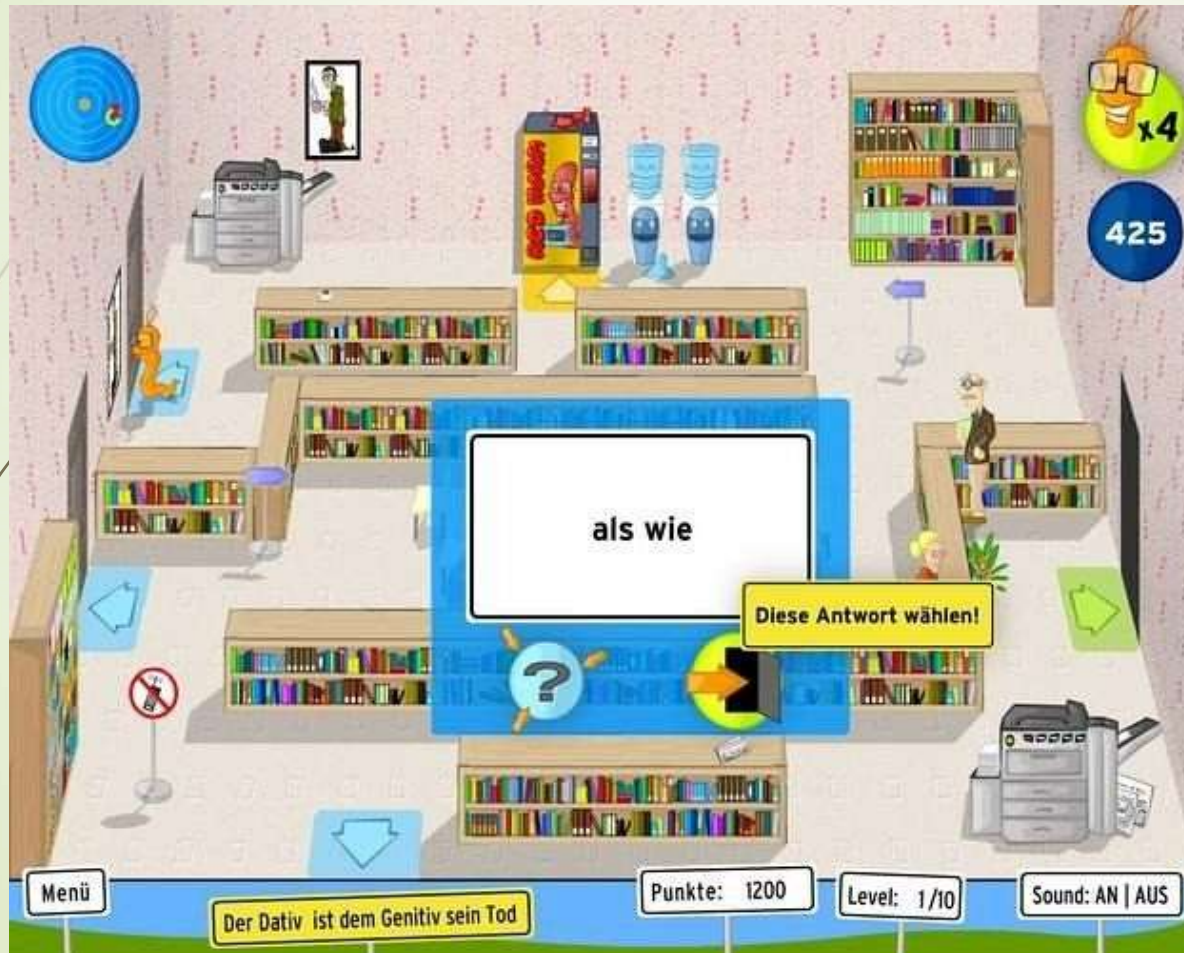 x4
425
als wie
Diese Antwort wählen!
?
Menü
Der Dativ ist dem Genitiv sein Tod
Punkte: 1200
Level: 1/10
Sound: AN | AUS